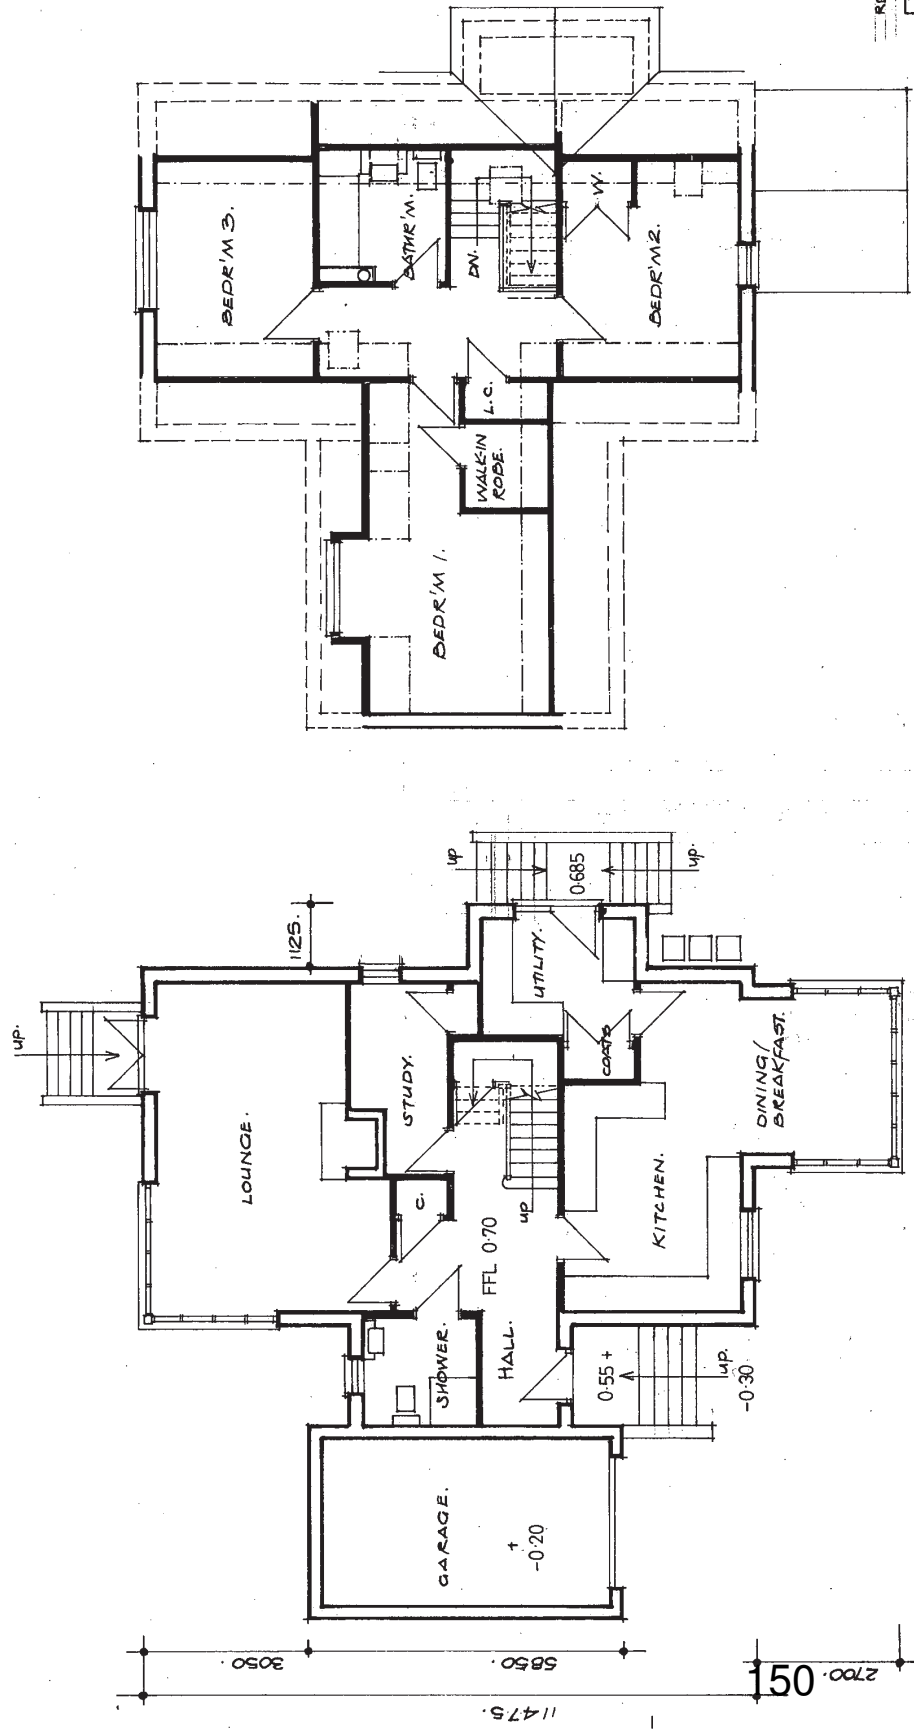 RE
BEDR'M 3.
BATHR'M.
DN.
W.
BEDR'M 2.
L.C.
WALK-IN
ROBE.
BEDR'M 1.
up.
1125.
LOUNGE.
STUDY.
C.
UTILITY.
COATS
up
0·685
up.
DINING/
BREAKFAST.
KITCHEN.
up
FFL 0·70
HALL.
SHOWER.
0·55 +
up.
-0·30
GARAGE.
+
-0·20
3050.
5850.
2700.
11475.
150